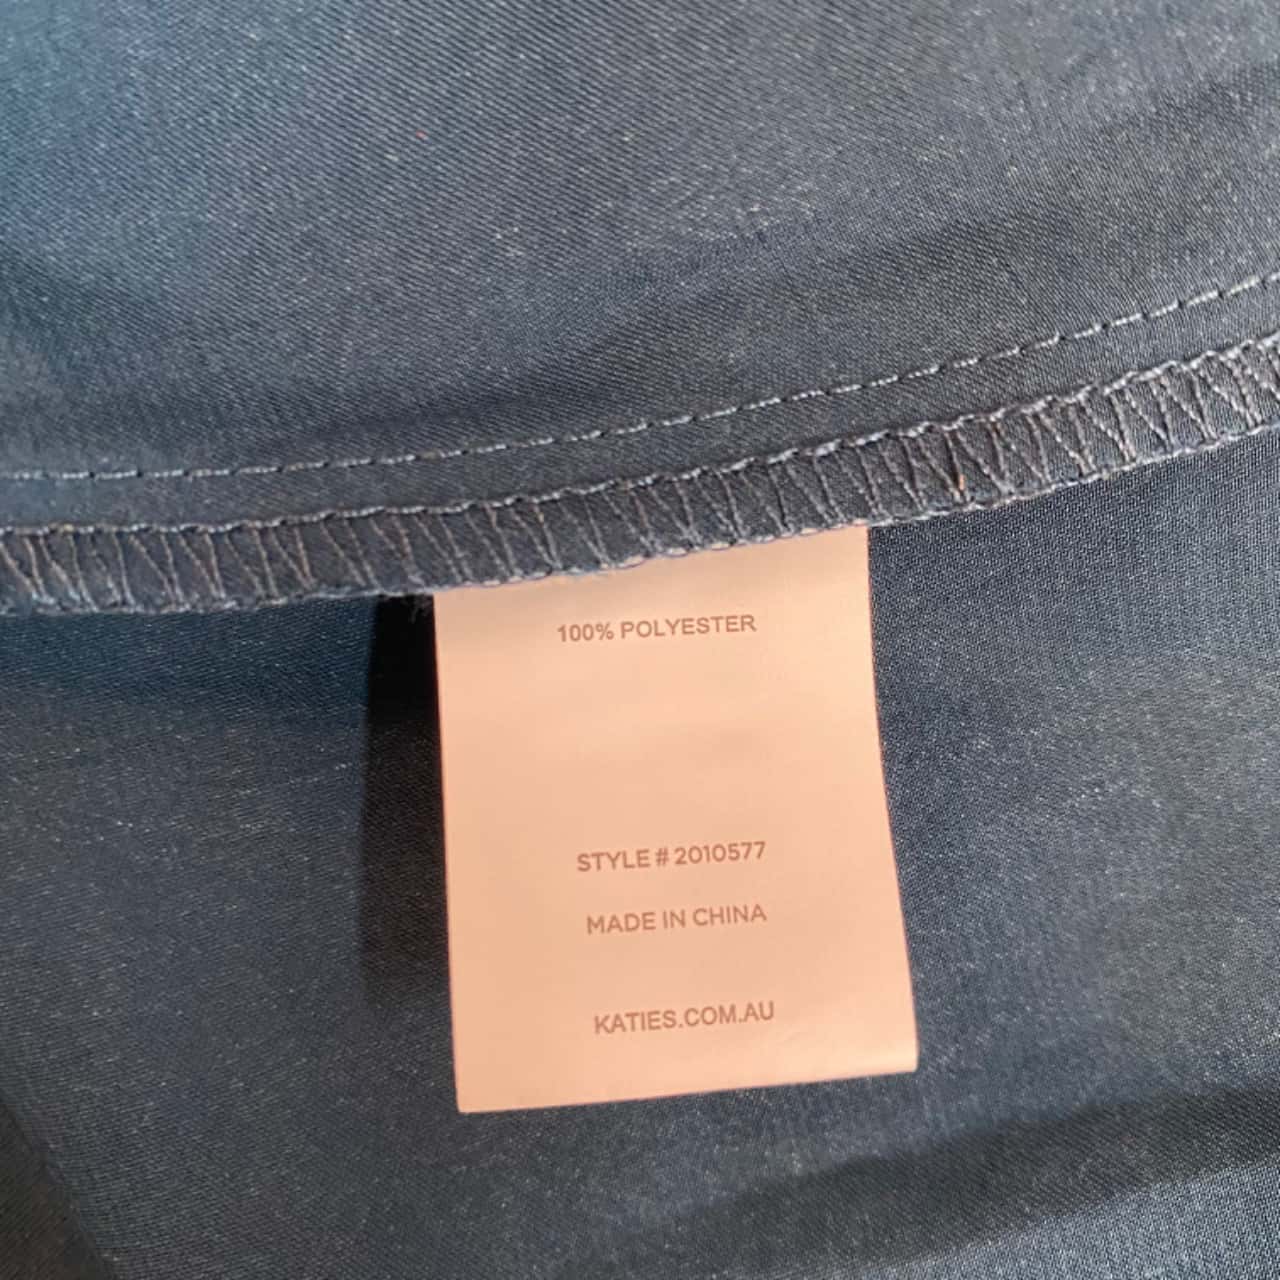 100% POLYESTER
STYLE # 2010577
MADE IN CHINA
KATIES.COM.AU